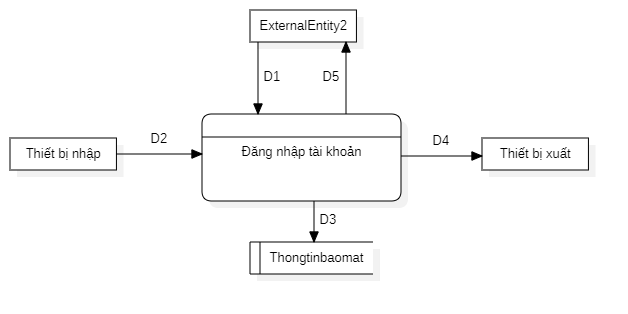 ExternalEntity2
D1
D5
D2
Thiết bị nhập
Đăng nhập tài khoản
D4
Thiết bị xuất
D3
Thongtinbaomat